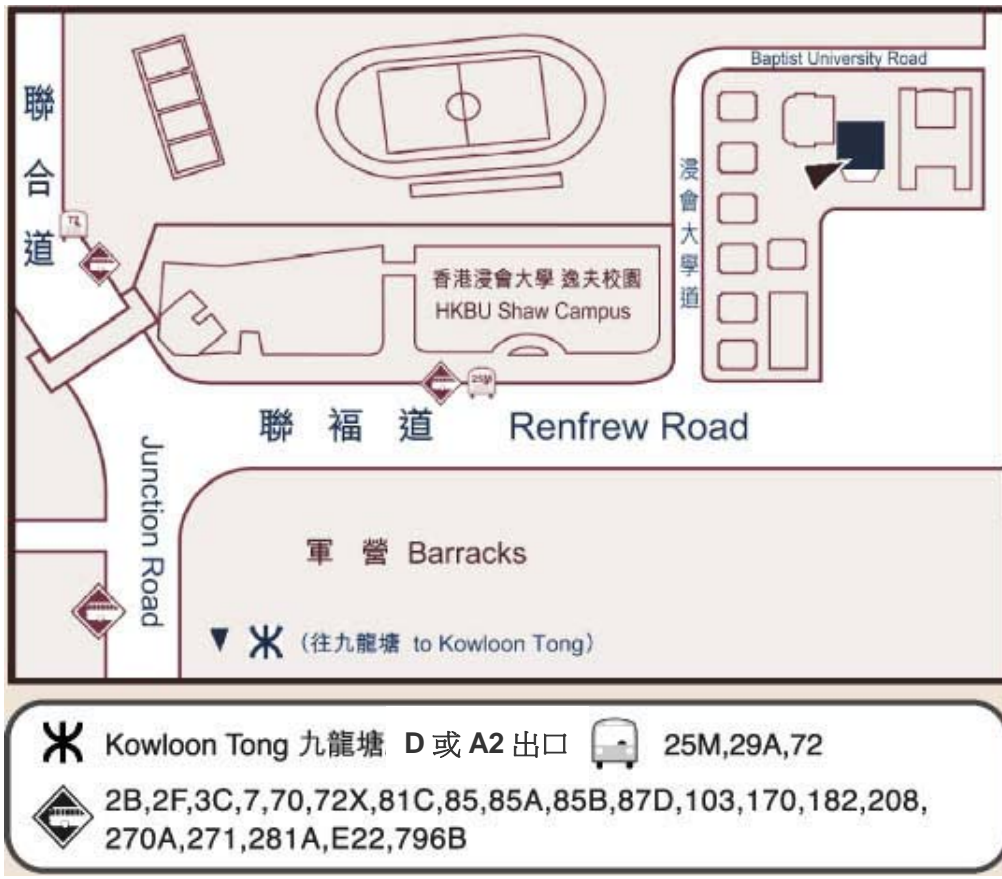 Baptist University Road
聯合道
浸會大學道
72
香港浸會大學 逸夫校園
HKBU Shaw Campus
25M
聯福道 Renfrew Road
Junction Road
軍營 Barracks
(往九龍塘 to Kowloon Tong)
Kowloon Tong 九龍塘 D 或 A2 出口 25M,29A,72
2B,2F,3C,7,70,72X,81C,85,85A,85B,87D,103,170,182,208,
270A,271,281A,E22,796B